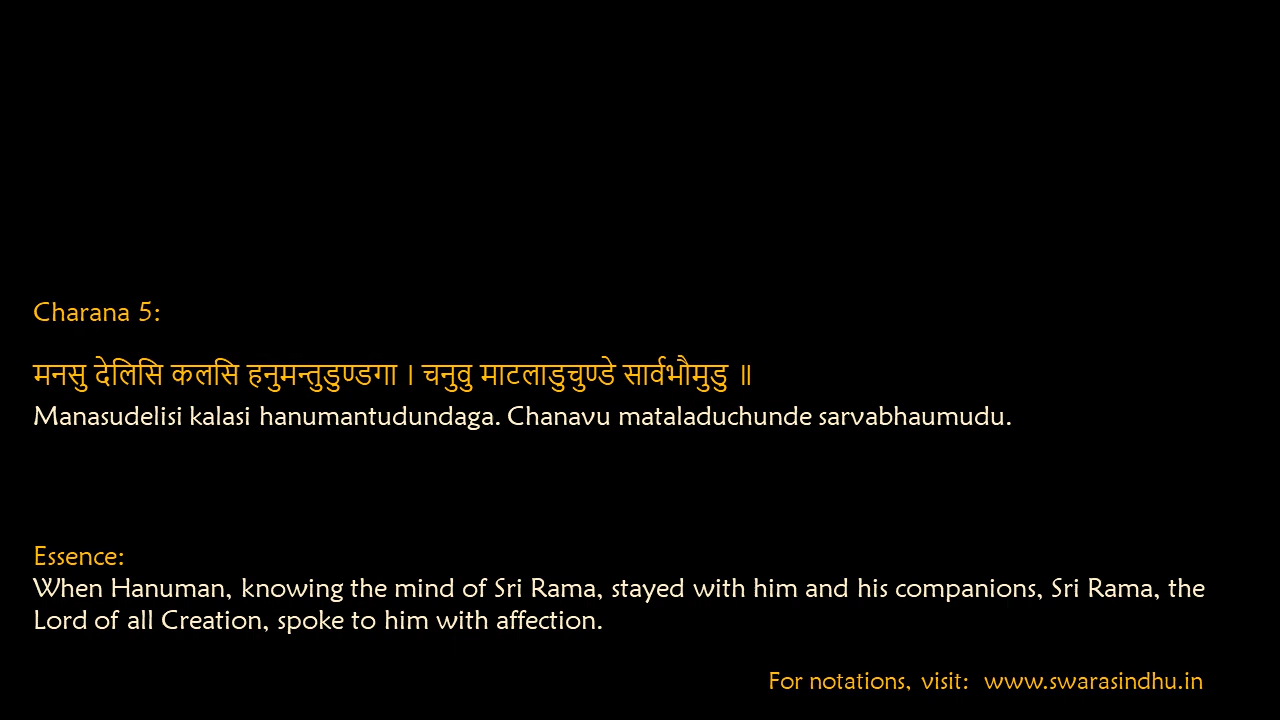 Charana 5:
मनसु देलिसि कलसि हनुमन्तुडुण्डगा । चनुवु माटलाडुचुण्डे सार्वभौमुडु ॥
Manasudelisi kalasi hanumantudundaga. Chanavu mataladuchunde sarvabhaumudu.
Essence:
When Hanuman, knowing the mind of Sri Rama, stayed with him and his companions, Sri Rama, the
Lord of all Creation, spoke to him with affection.
For notations, visit: www.swarasindhu.in